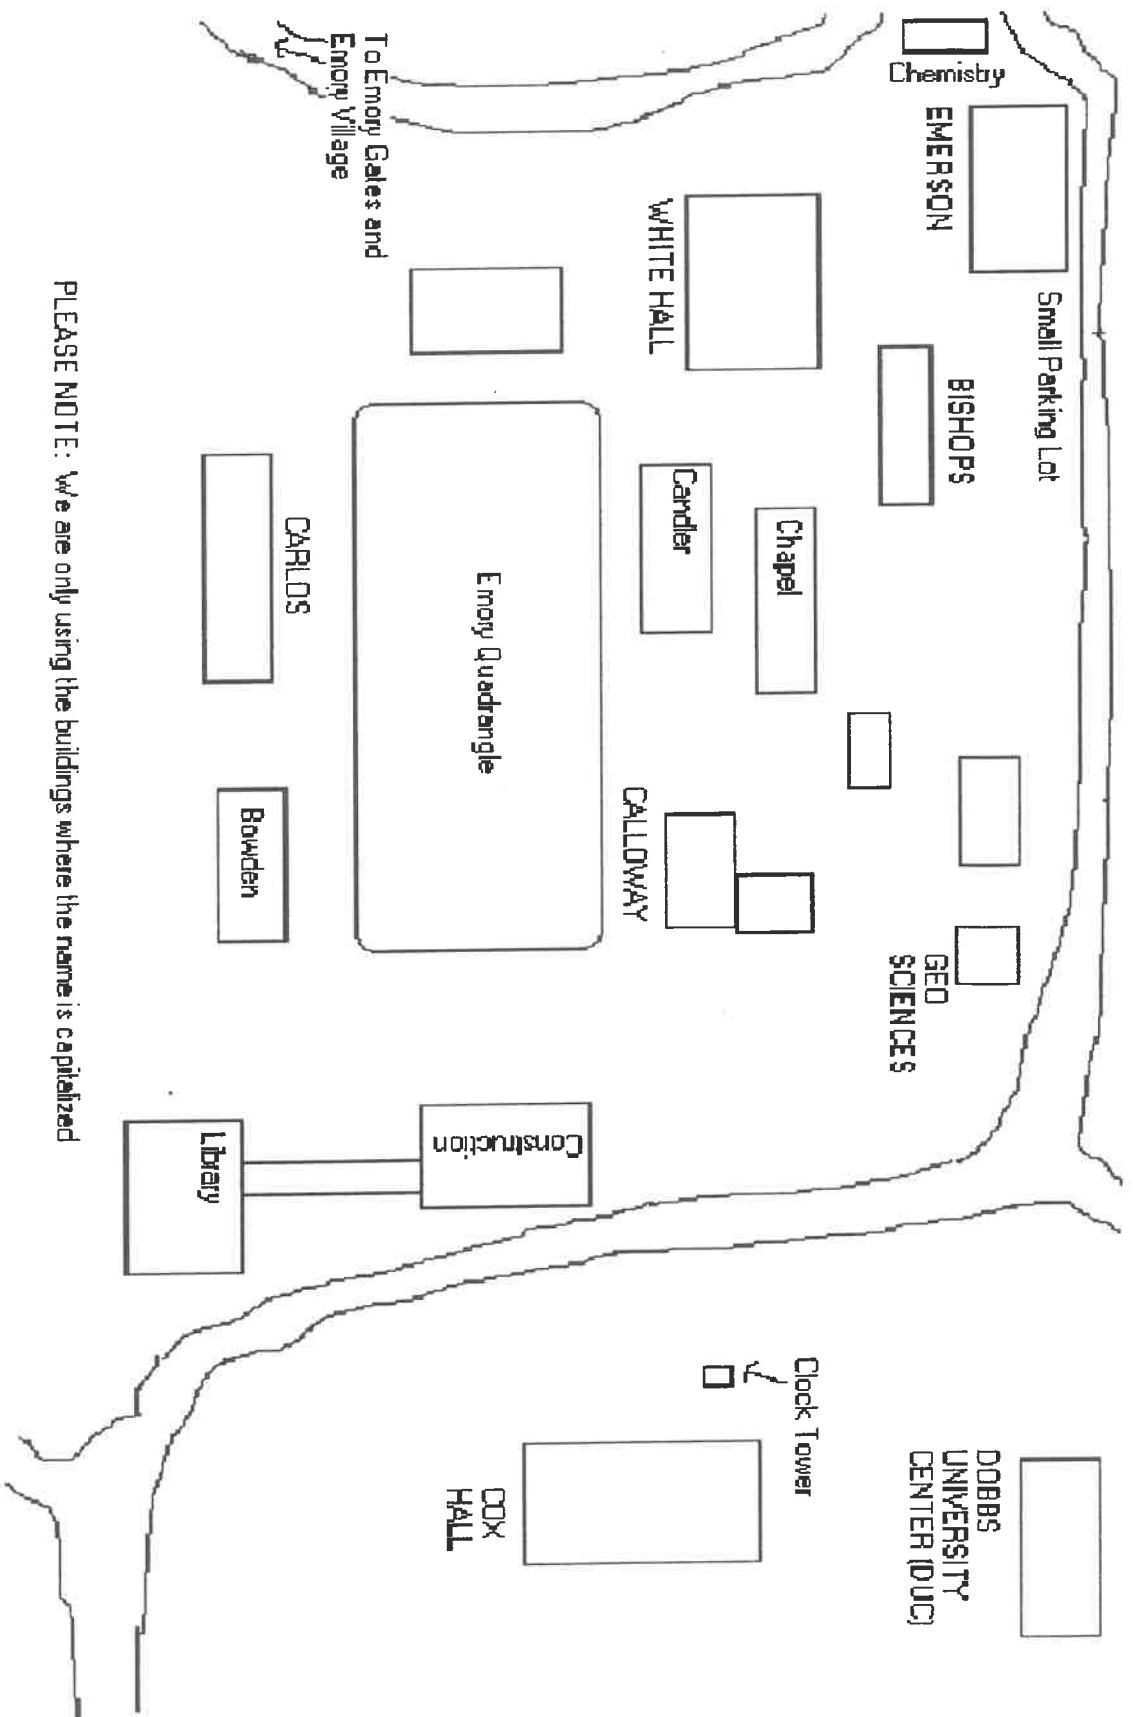 Chemistry
Small Parking Lot
DOBBS
UNIVERSITY
CENTER (DUC)
BISHOPS
EMERSON
GEO
SCIENCES
Clock Tower
Chapel
Candler
WHITE HALL
CALLOWAY
Construction
Emory Quadrangle
COX
HALL
To Emory Gates and
Emory Village
CARLOS
Bowden
Library
PLEASE NOTE: We are only using the buildings where the name is capitalized